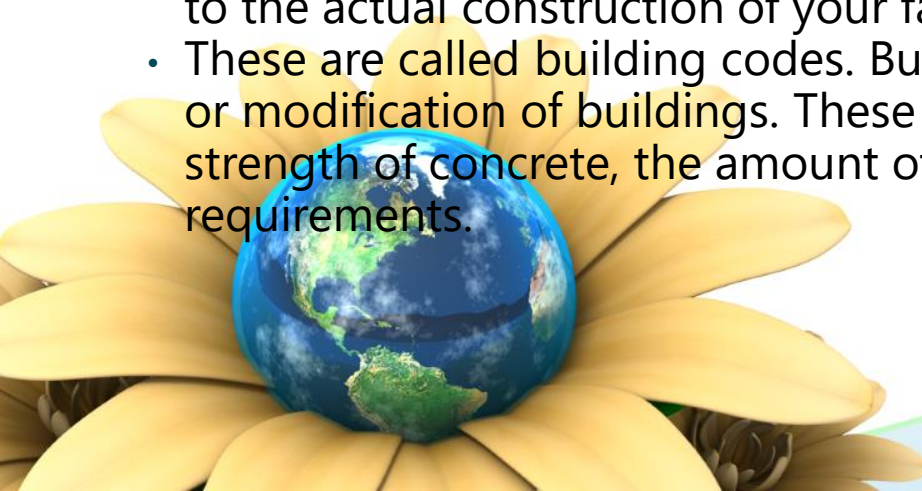 to the actual construction of your fa
• These are called building codes. Bu
or modification of buildings. These
strength of concrete, the amount of
requirements.